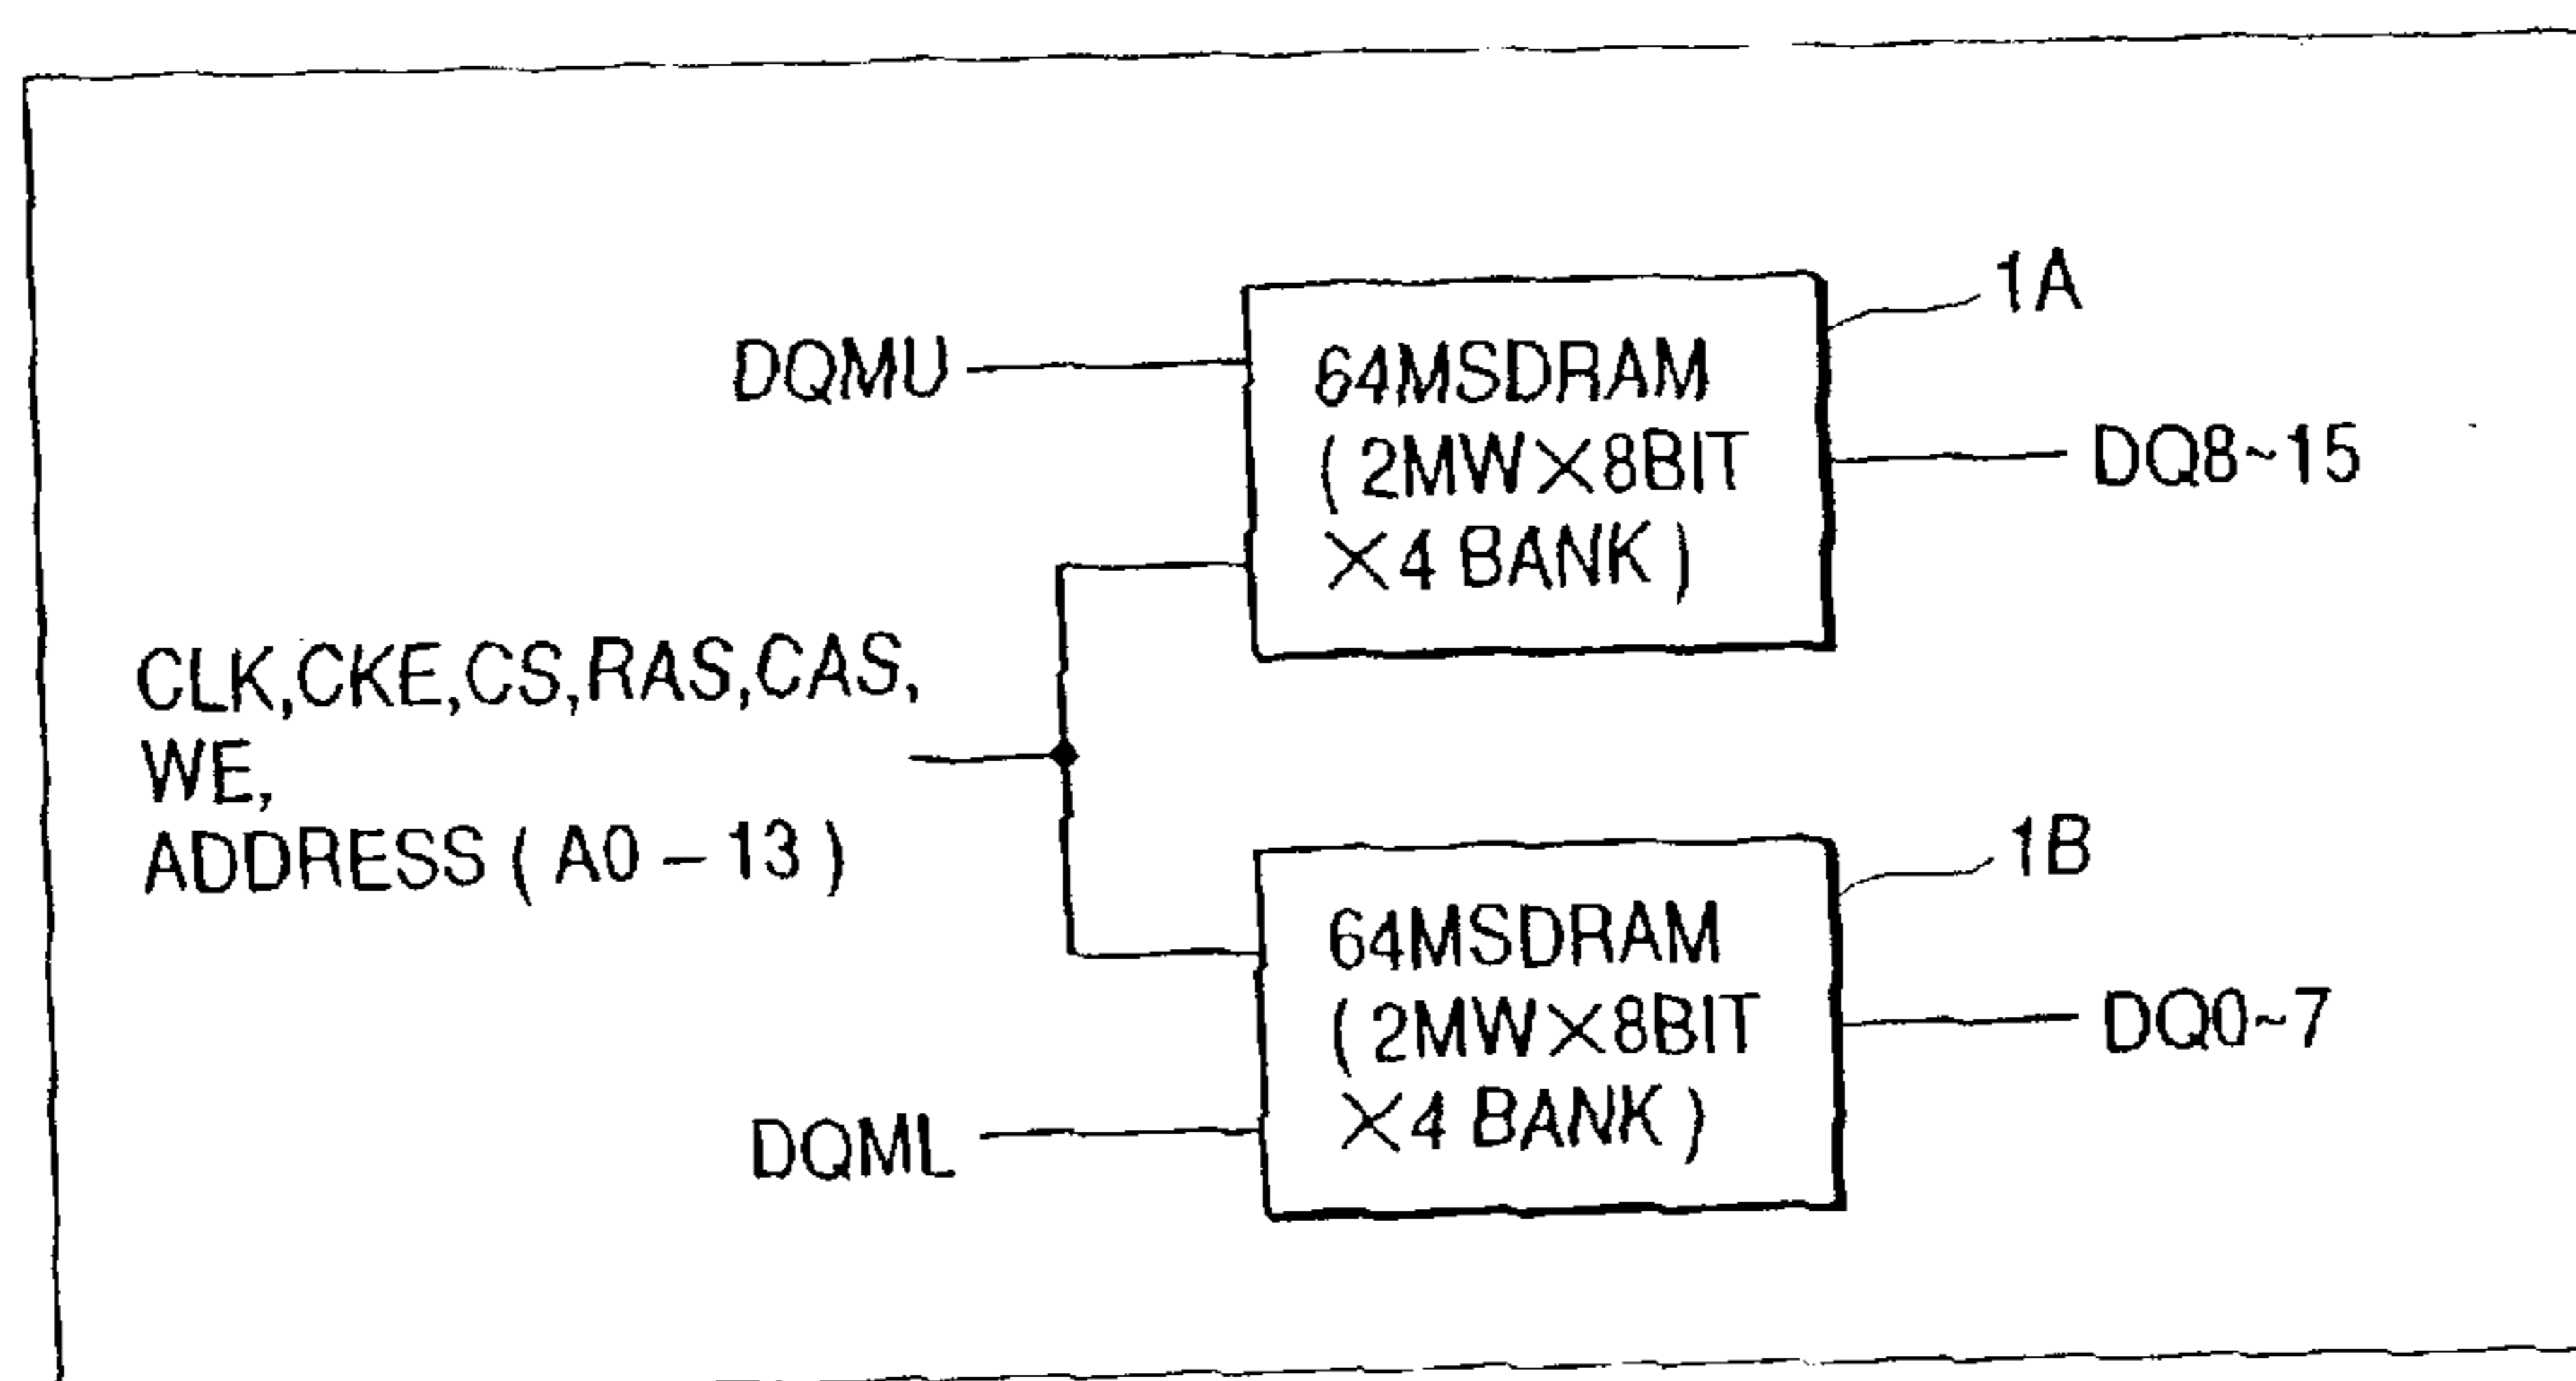 1A
DQMU
64MSDRAM
( 2MW×8BIT
×4 BANK )
DQ8~15
CLK,CKE,CS,RAS,CAS,
WE,
ADDRESS ( A0 – 13 )
1B
64MSDRAM
( 2MW×8BIT
×4 BANK )
DQ0~7
DQML